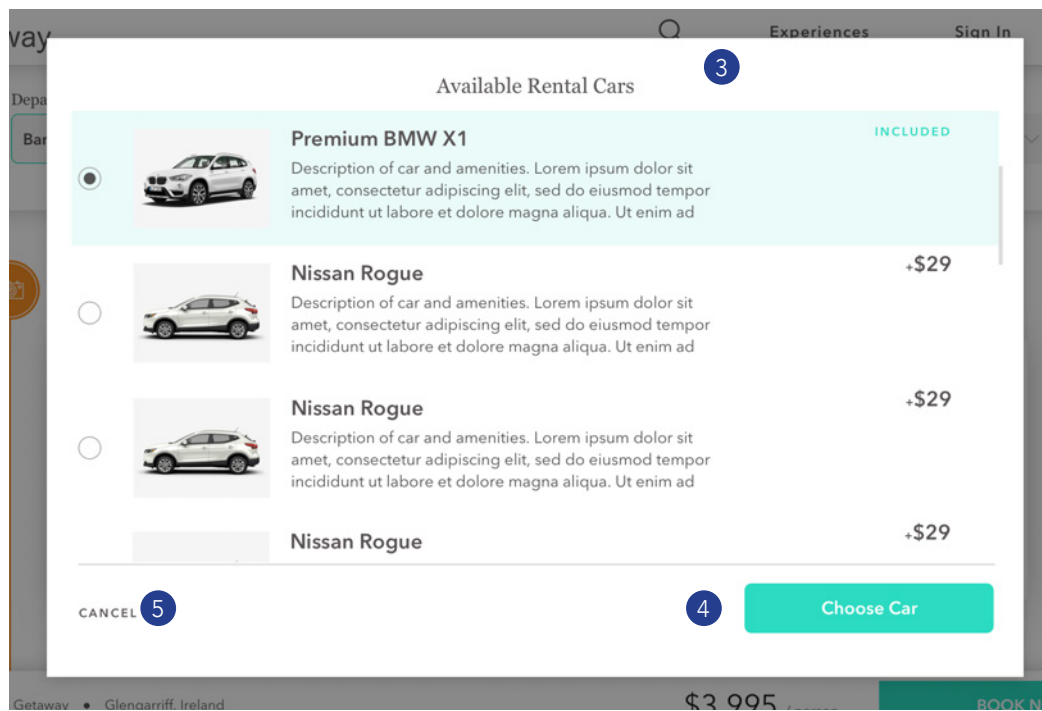 way
Experiences
Sign In
3
Available Rental Cars
Depa
Bar
INCLUDED
Premium BMW X1
Description of car and amenities. Lorem ipsum dolor sit
amet, consectetur adipiscing elit, sed do eiusmod tempor
incididunt ut labore et dolore magna aliqua. Ut enim ad
+$29
Nissan Rogue
Description of car and amenities. Lorem ipsum dolor sit
amet, consectetur adipiscing elit, sed do eiusmod tempor
incididunt ut labore et dolore magna aliqua. Ut enim ad
+$29
Nissan Rogue
Description of car and amenities. Lorem ipsum dolor sit
amet, consectetur adipiscing elit, sed do eiusmod tempor
incididunt ut labore et dolore magna aliqua. Ut enim ad
+$29
Nissan Rogue
CANCEL 5
4 Choose Car
Getaway • Glengarriff, Ireland
$3,995 / person
BOOK N